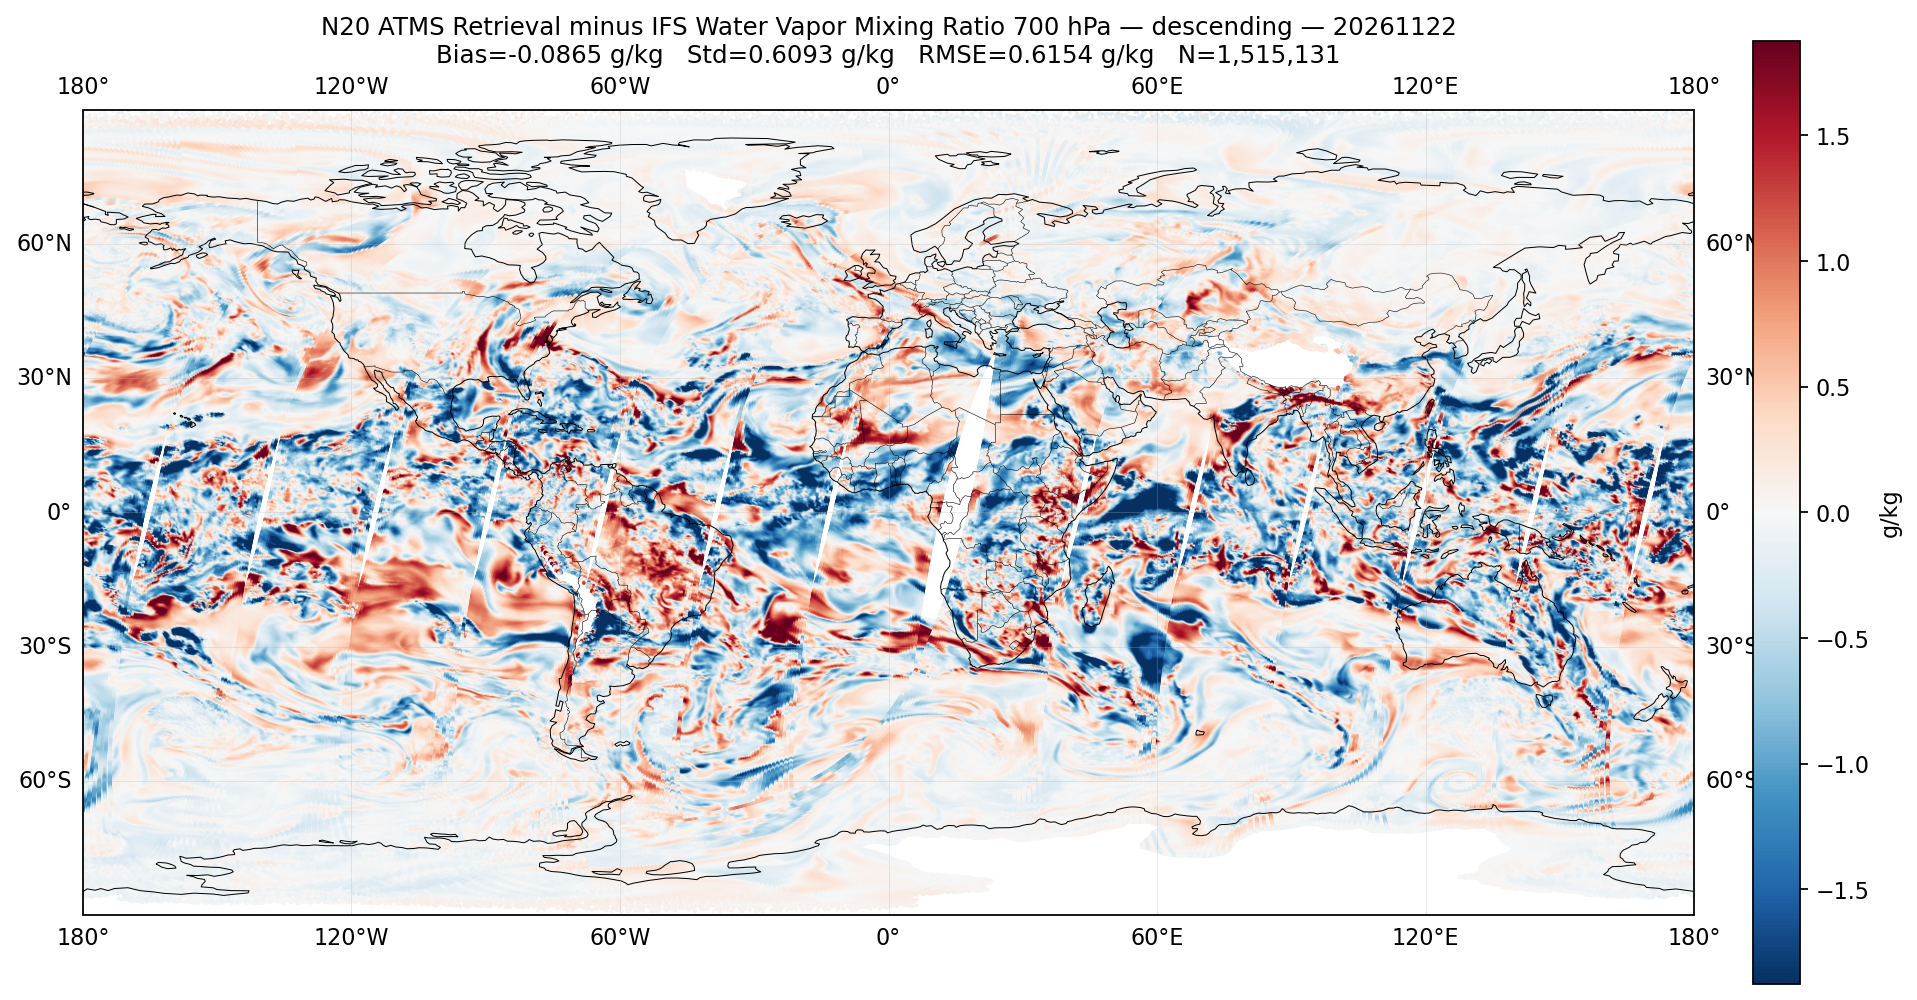 N20 ATMS Retrieval minus IFS Water Vapor Mixing Ratio 700 hPa — descending — 20261122
Bias=-0.0865 g/kg   Std=0.6093 g/kg   RMSE=0.6154 g/kg   N=1,515,131
180° 120°W 60°W 0° 60°E 120°E 180°
60°N 60°N
30°N 30°N
0° 0°
30°S 30°S
60°S 60°S
180° 120°W 60°W 0° 60°E 120°E 180°
1.5
1.0
0.5
0.0
−0.5
−1.0
−1.5
g/kg